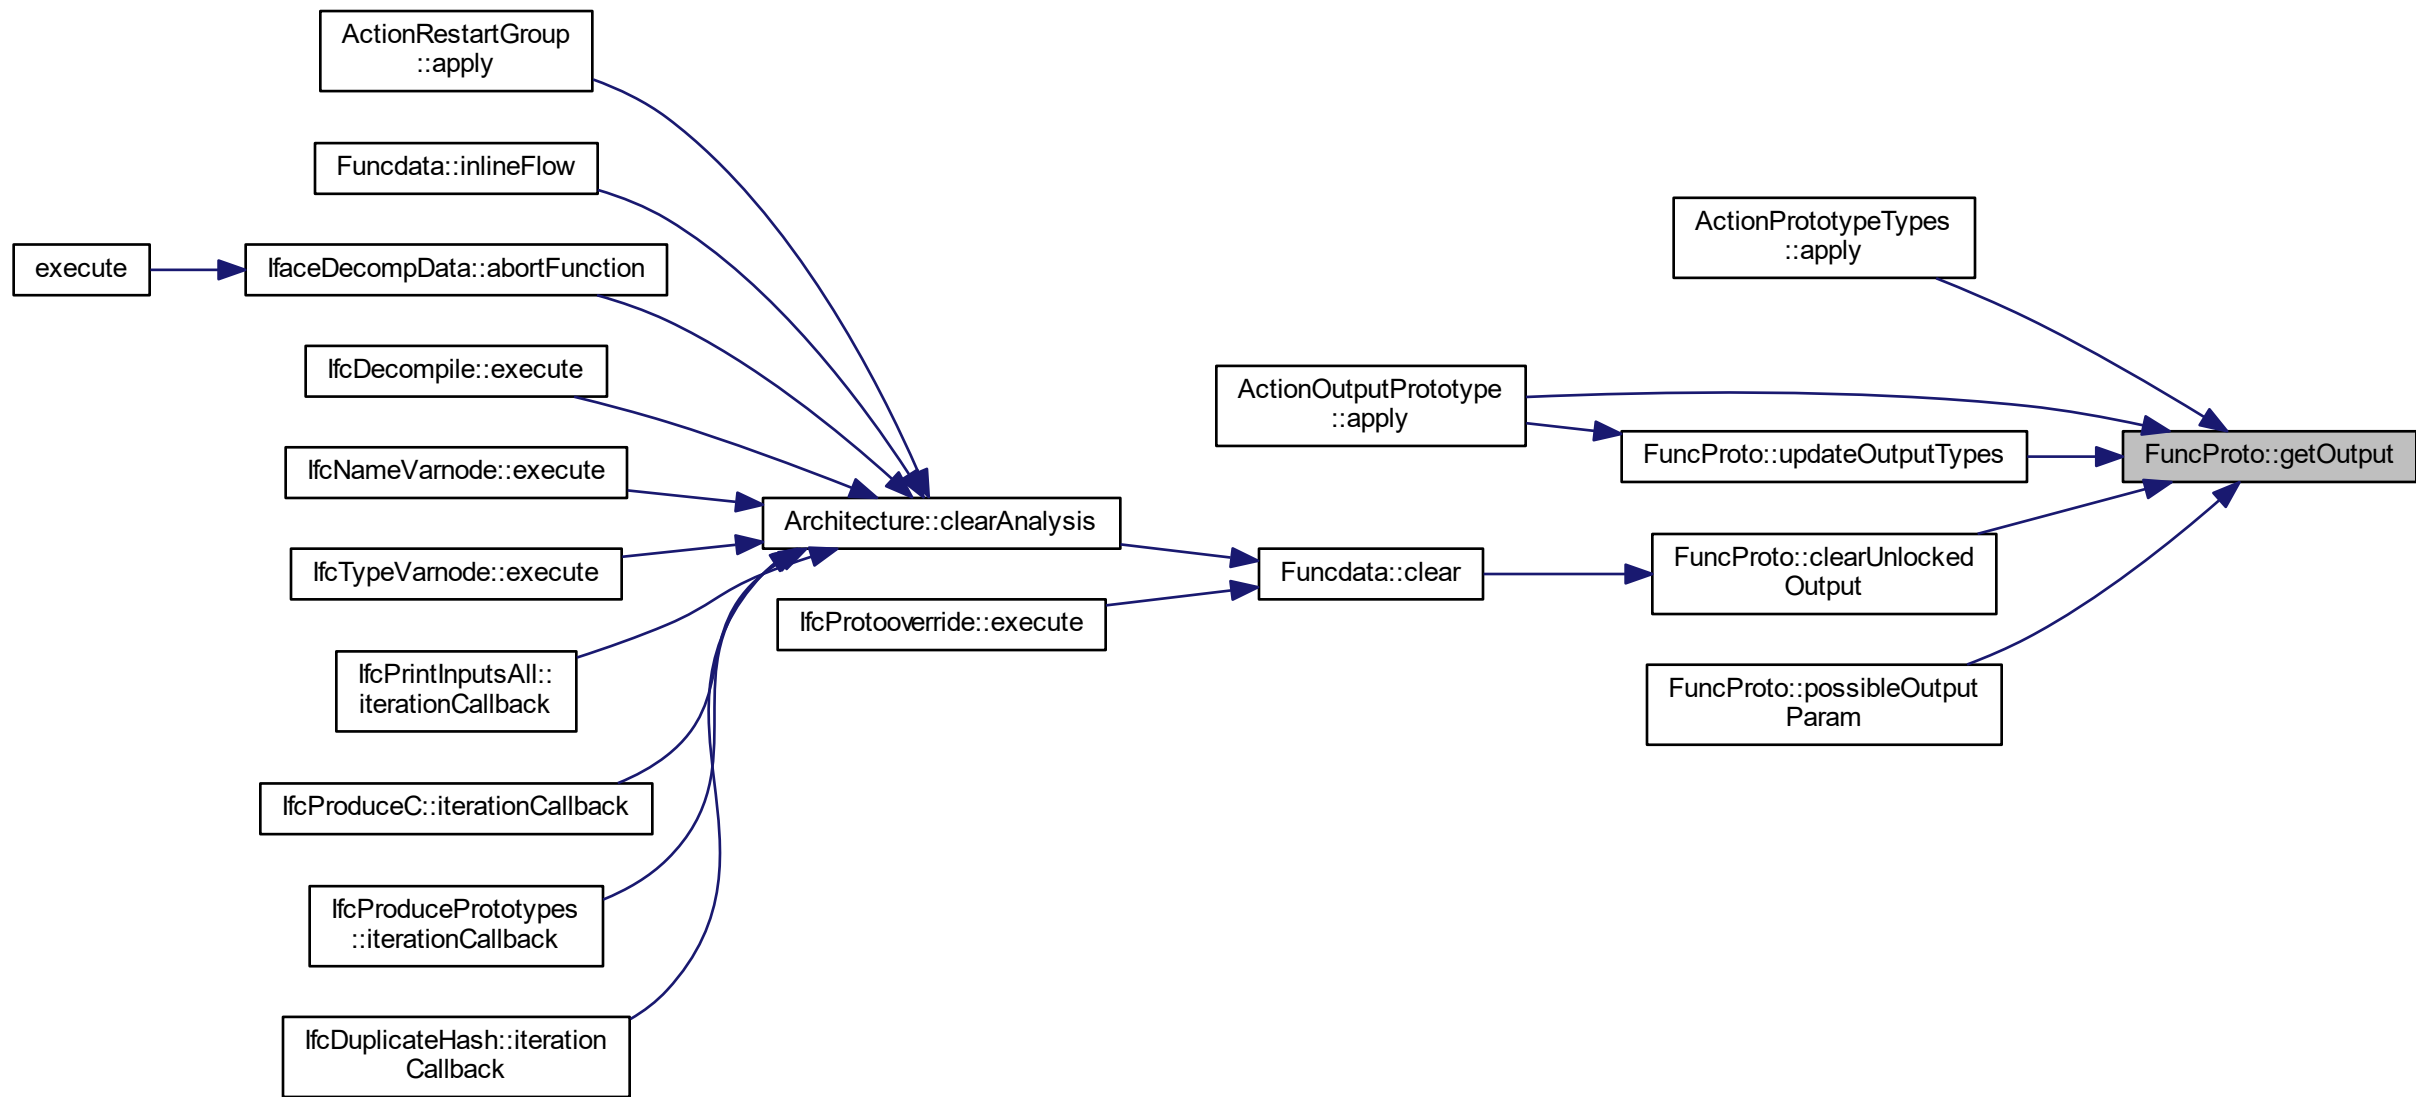 ActionRestartGroup
::apply
Funcdata::inlineFlow
execute
IfaceDecompData::abortFunction
IfcDecompile::execute
IfcNameVarnode::execute
IfcTypeVarnode::execute
IfcPrintInputsAll::
iterationCallback
IfcProduceC::iterationCallback
IfcProducePrototypes
::iterationCallback
IfcDuplicateHash::iteration
Callback
Architecture::clearAnalysis
IfcProtooverride::execute
Funcdata::clear
ActionOutputPrototype
::apply
ActionPrototypeTypes
::apply
FuncProto::updateOutputTypes
FuncProto::clearUnlocked
Output
FuncProto::possibleOutput
Param
FuncProto::getOutput